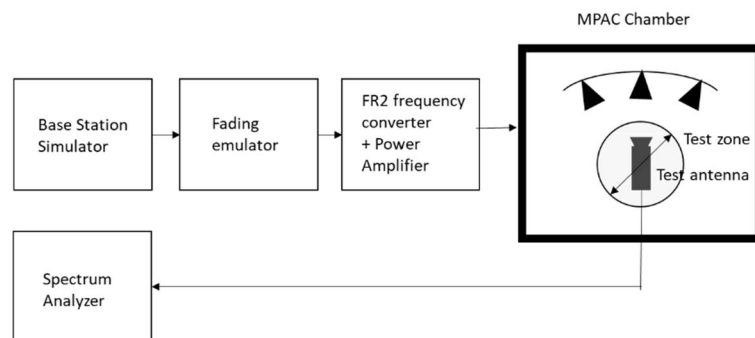 MPAC Chamber
Base Station
Simulator
Fading
emulator
FR2 frequency
converter
+ Power
Amplifier
Test zone
Test antenna
Spectrum
Analyzer